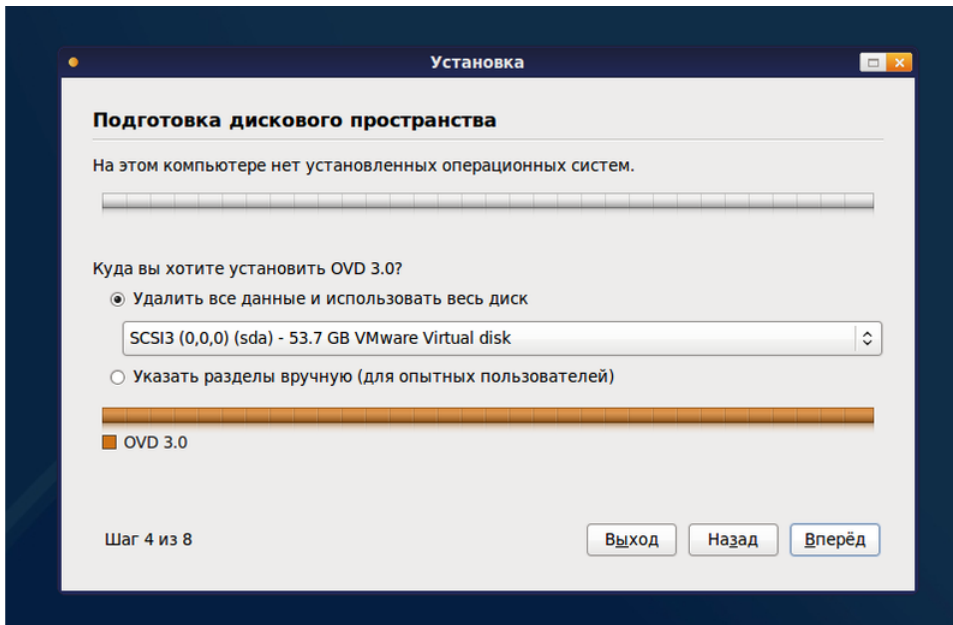 Установка
Подготовка дискового пространства
На этом компьютере нет установленных операционных систем.
Куда вы хотите установить OVD 3.0?
Удалить все данные и использовать весь диск
SCSI3 (0,0,0) (sda) - 53.7 GB VMware Virtual disk
Указать разделы вручную (для опытных пользователей)
OVD 3.0
Шаг 4 из 8
Выход
Назад
Вперёд